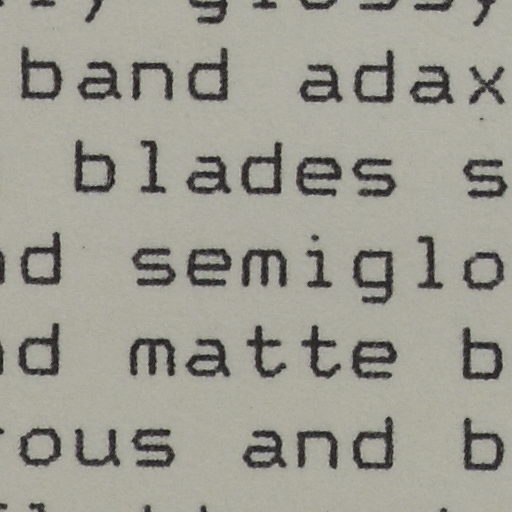 band adax
blades s
d semiglo
d matte b
ous and b